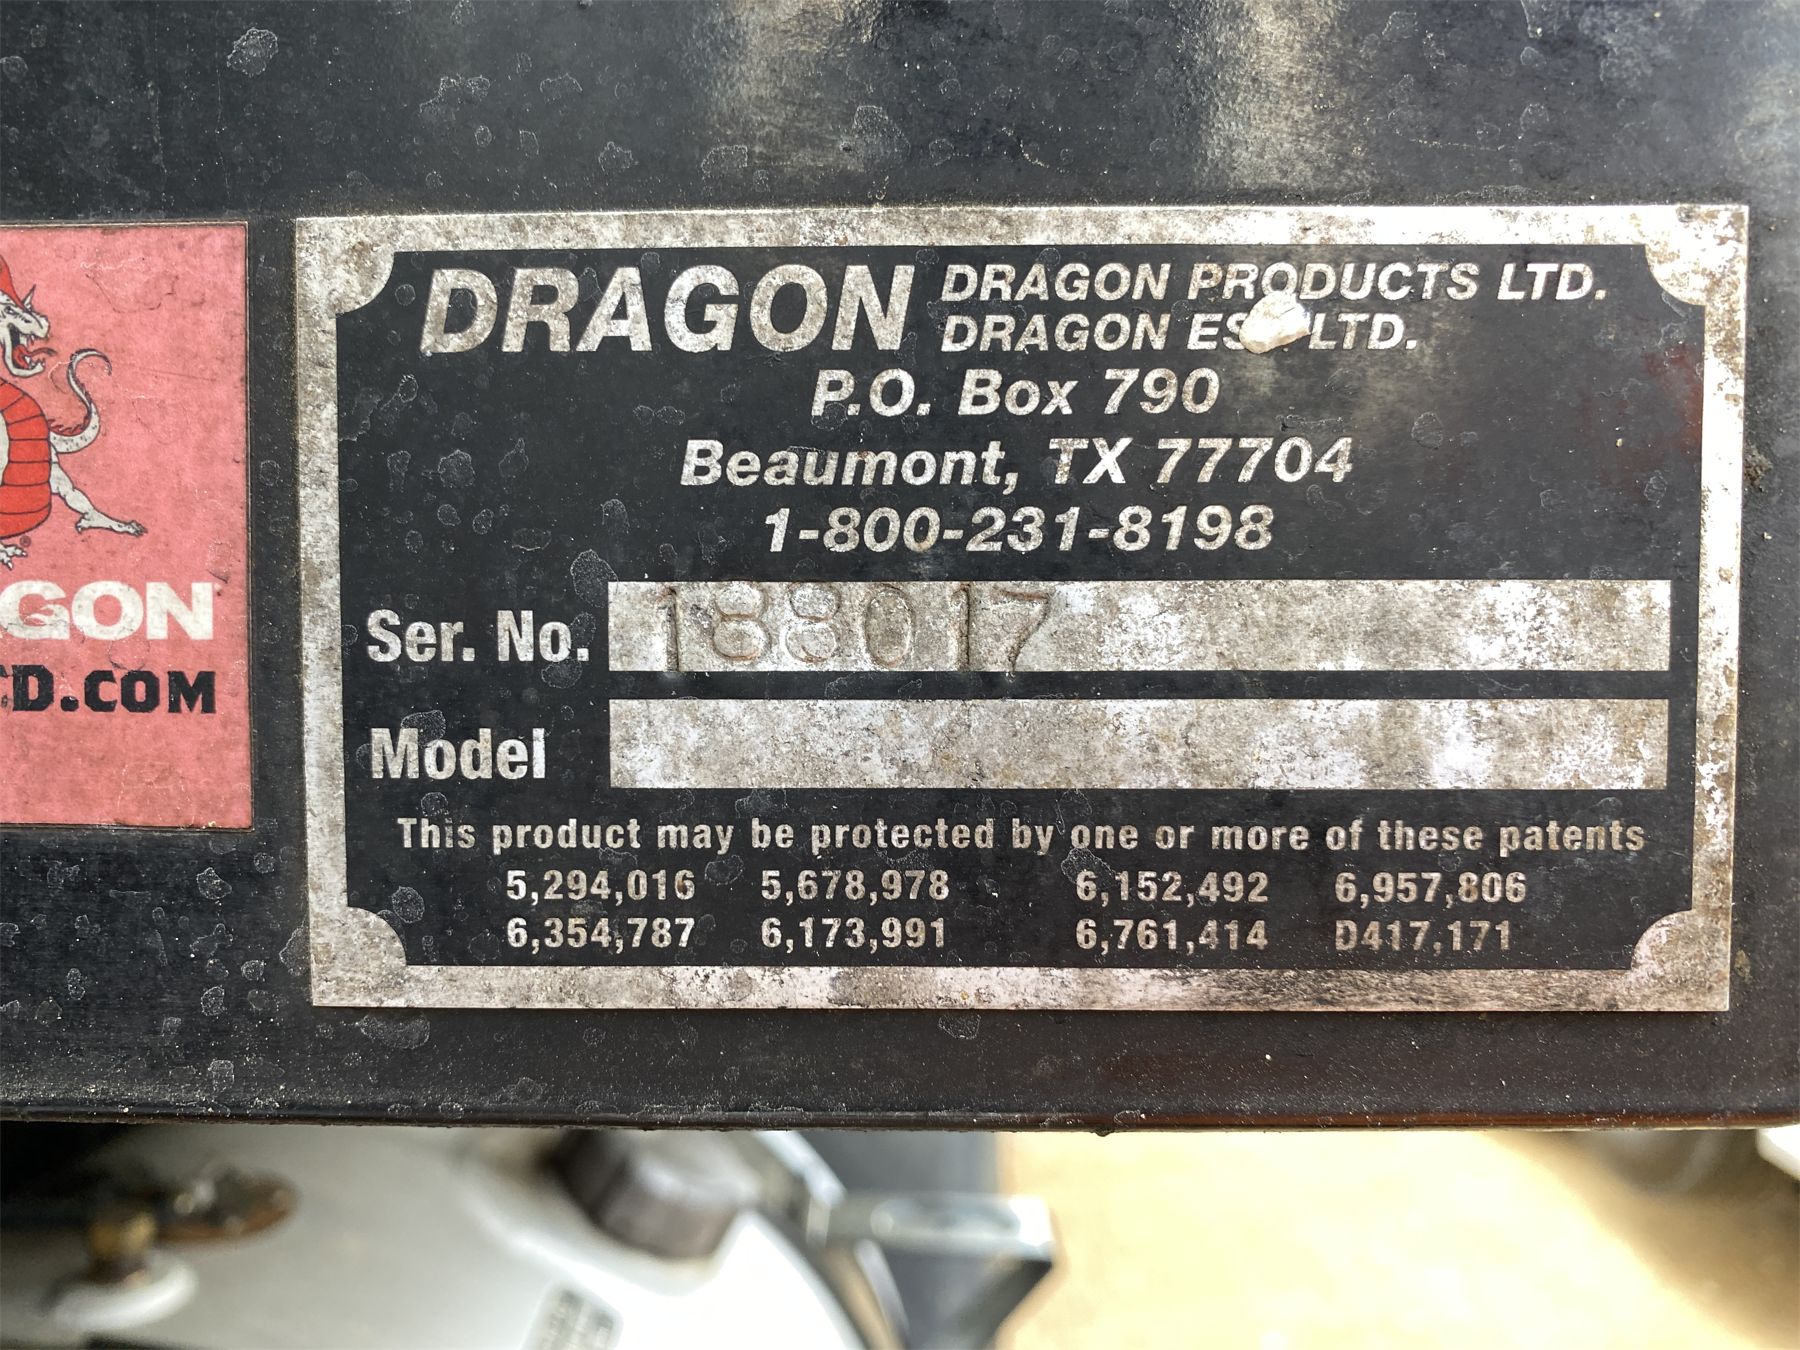 DRAGON
DRAGON PRODUCTS LTD.
DRAGON LTD.
P.O. Box 790
Beaumont, TX 77704
1-800-231-8198
Ser. No. 188017
Model
This product may be protected by one or more of these patents
5,294,016 5,678,978 6,152,492 6,957,806
6,354,787 6,173,991 6,761,414 D417,171
GON
D.COM